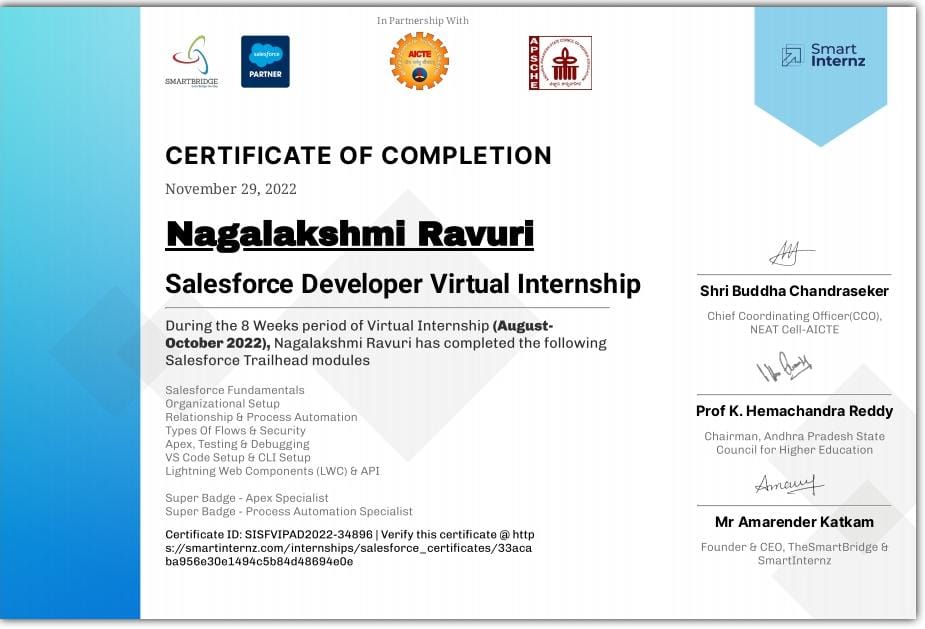 In Partnership With
SMARTBRIDGE
salesforce
PARTNER
AICTE
APSCHE
Smart
Internz
CERTIFICATE OF COMPLETION
November 29, 2022
Nagalakshmi Ravuri
Salesforce Developer Virtual Internship
During the 8 Weeks period of Virtual Internship (August-
October 2022), Nagalakshmi Ravuri has completed the following
Salesforce Trailhead modules
Salesforce Fundamentals
Organizational Setup
Relationship & Process Automation
Types Of Flows & Security
Apex, Testing & Debugging
VS Code Setup & CLI Setup
Lightning Web Components (LWC) & API
Super Badge - Apex Specialist
Super Badge - Process Automation Specialist
Certificate ID: SISFVIPAD2022-34896 | Verify this certificate @ http
s://smartinternz.com/internships/salesforce_certificates/33aca
ba956e30e1494c5b84d48694e0e
Shri Buddha Chandraseker
Chief Coordinating Officer(CCO),
NEAT Cell-AICTE
Prof K. Hemachandra Reddy
Chairman, Andhra Pradesh State
Council for Higher Education
Mr Amarender Katkam
Founder & CEO, TheSmartBridge &
SmartInternz